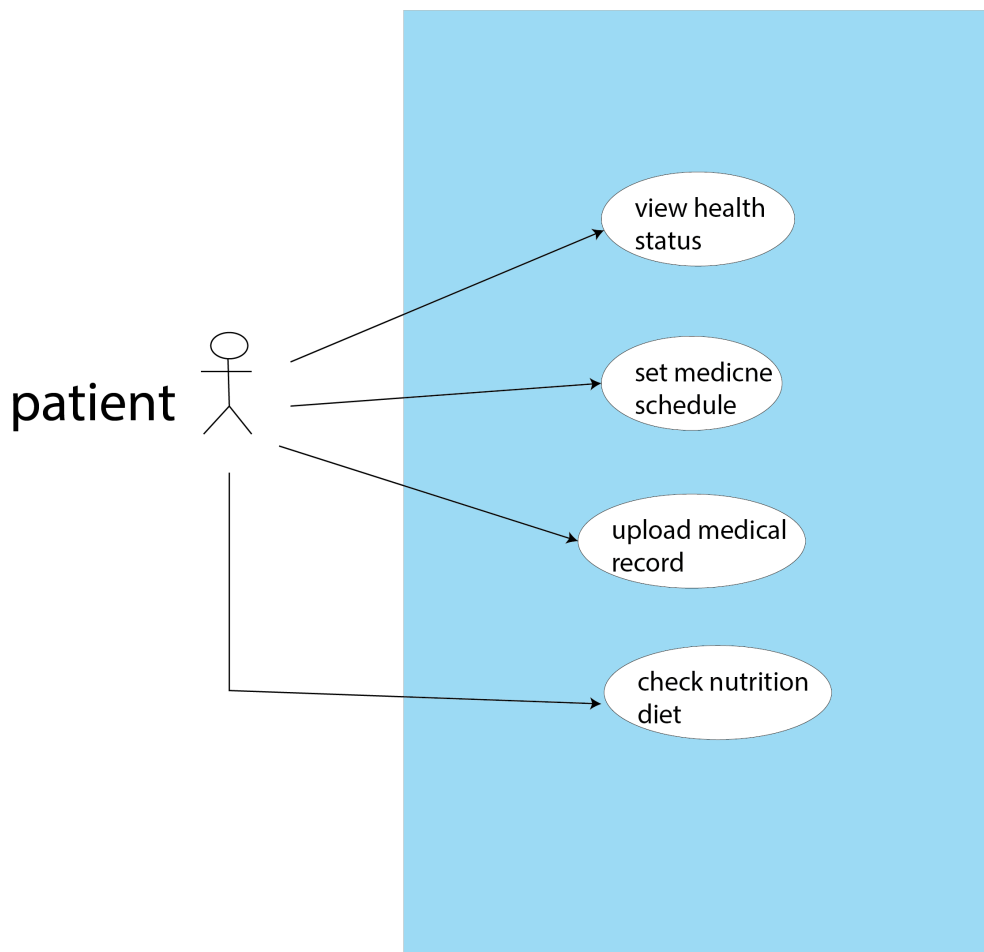 view health
status
patient
set medicne
schedule
upload medical
record
check nutrition
diet